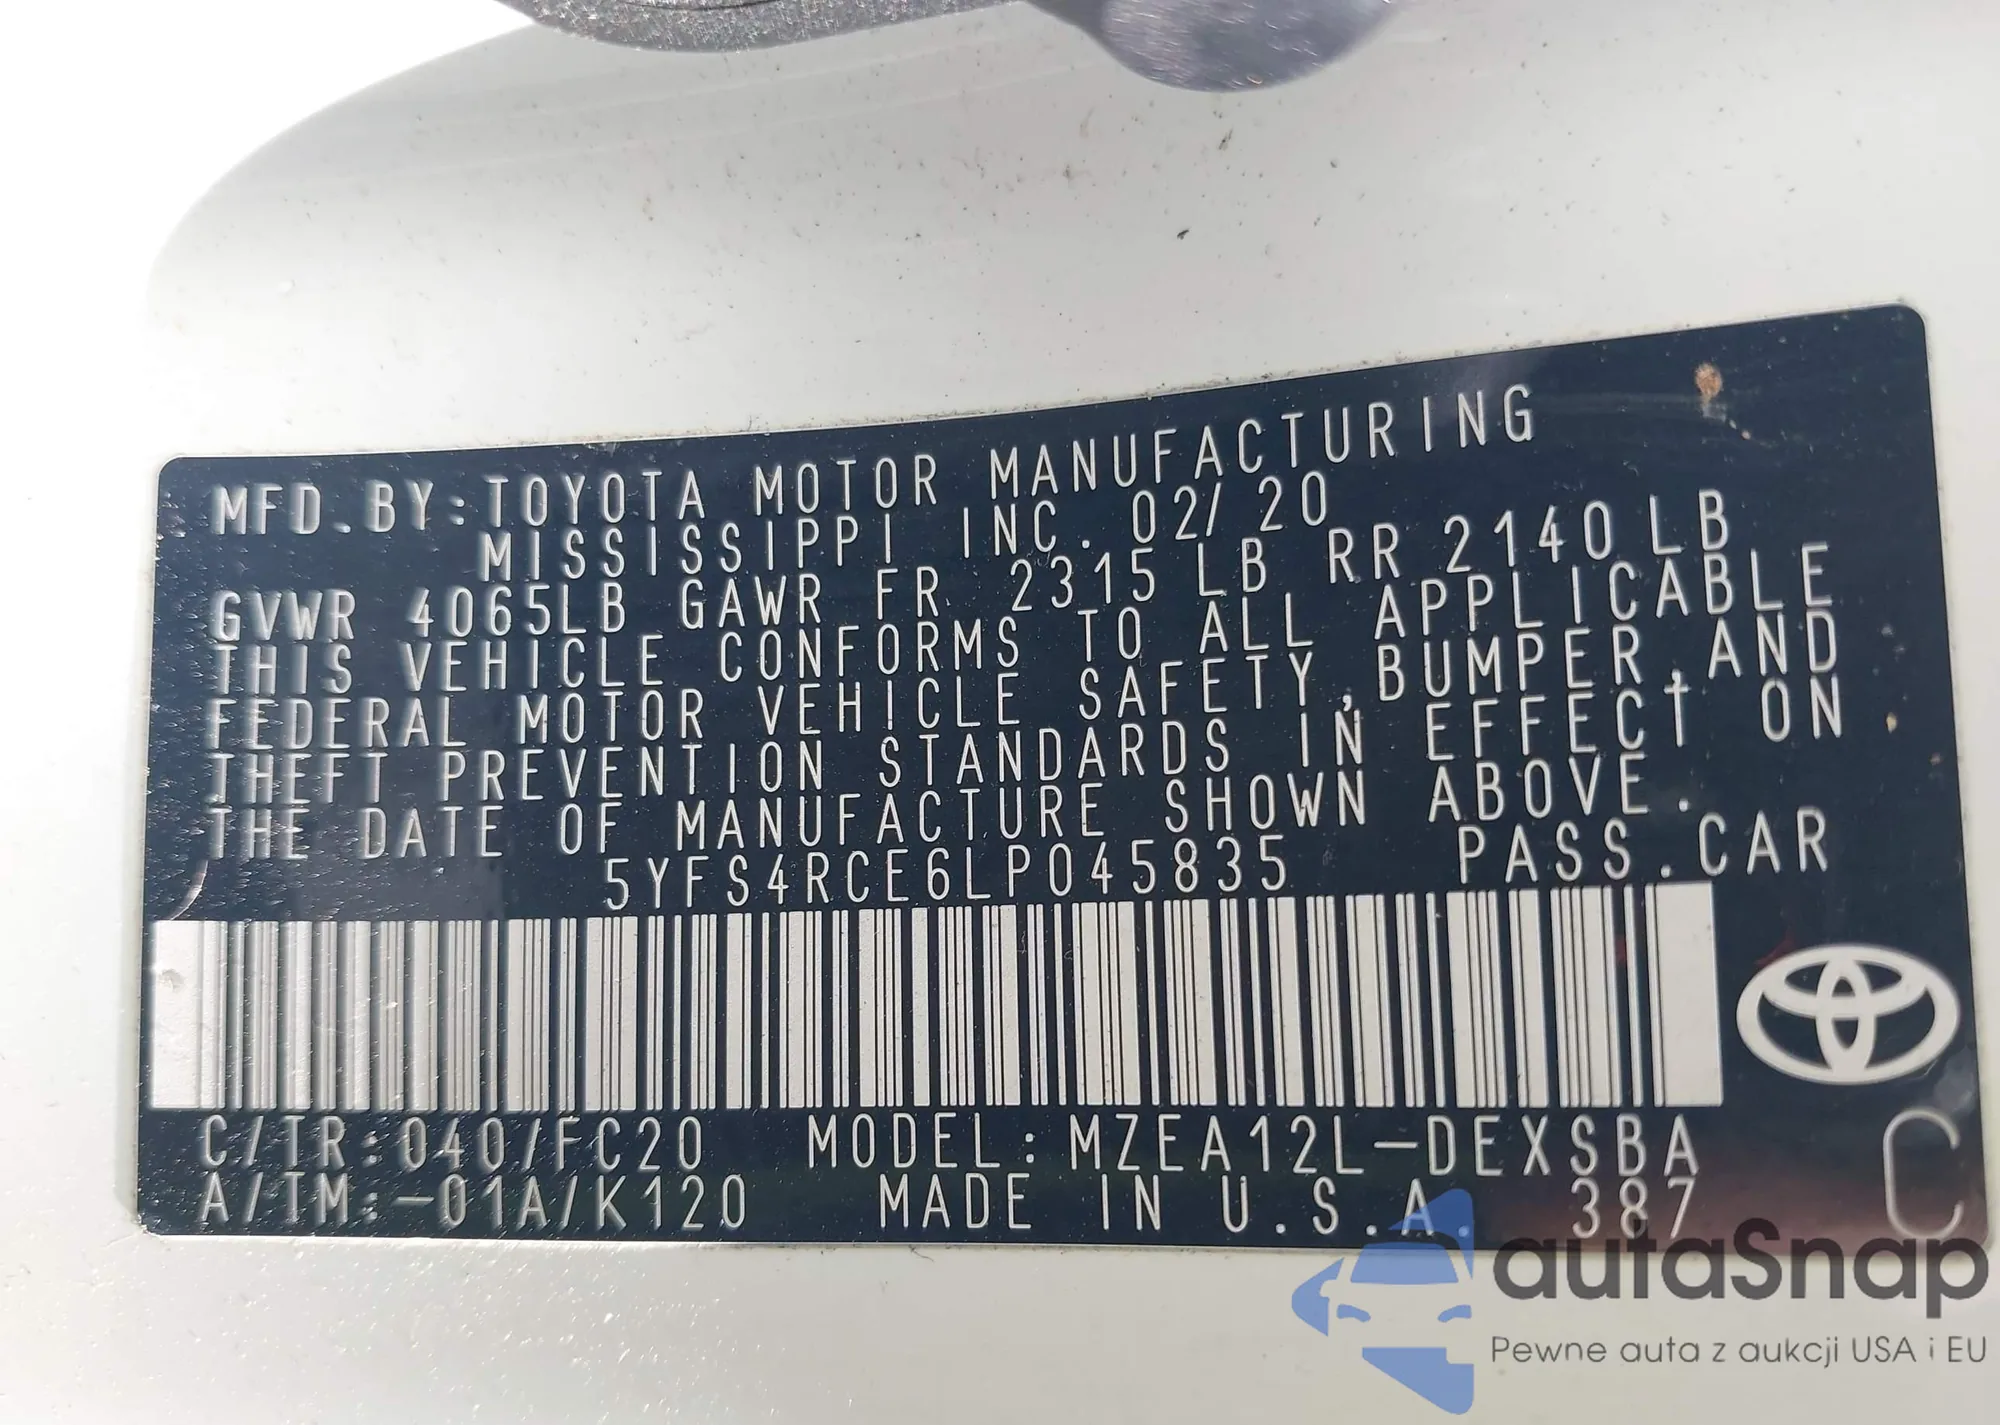 MFD.BY:TOYOTA MOTOR MANUFACTURING
MISSISSIPPI INC. 02/20
GVWR 4065LB GAWR FR 2315 LB RR 2140 LB
THIS VEHICLE CONFORMS TO ALL APPLICABLE
FEDERAL MOTOR VEHICLE SAFETY,BUMPER,AND
THEFT PREVENTION STANDARDS IN EFFECT ON
THE DATE OF MANUFACTURE SHOWN ABOVE.
5YFS4RCE6LP045835 PASS.CAR
C/TR:040/FC20 MODEL:MZEA12L-DEXSBA
A/TM:-01A/K120 MADE IN U.S.A. 387 C
autaSnap
Pewne auta z aukcji USA i EU